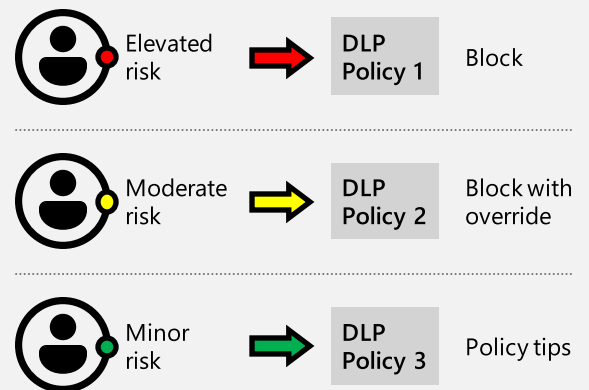 Elevated
risk
DLP
Policy 1
Block
Moderate
risk
DLP
Policy 2
Block with
override
Minor
risk
DLP
Policy 3
Policy tips